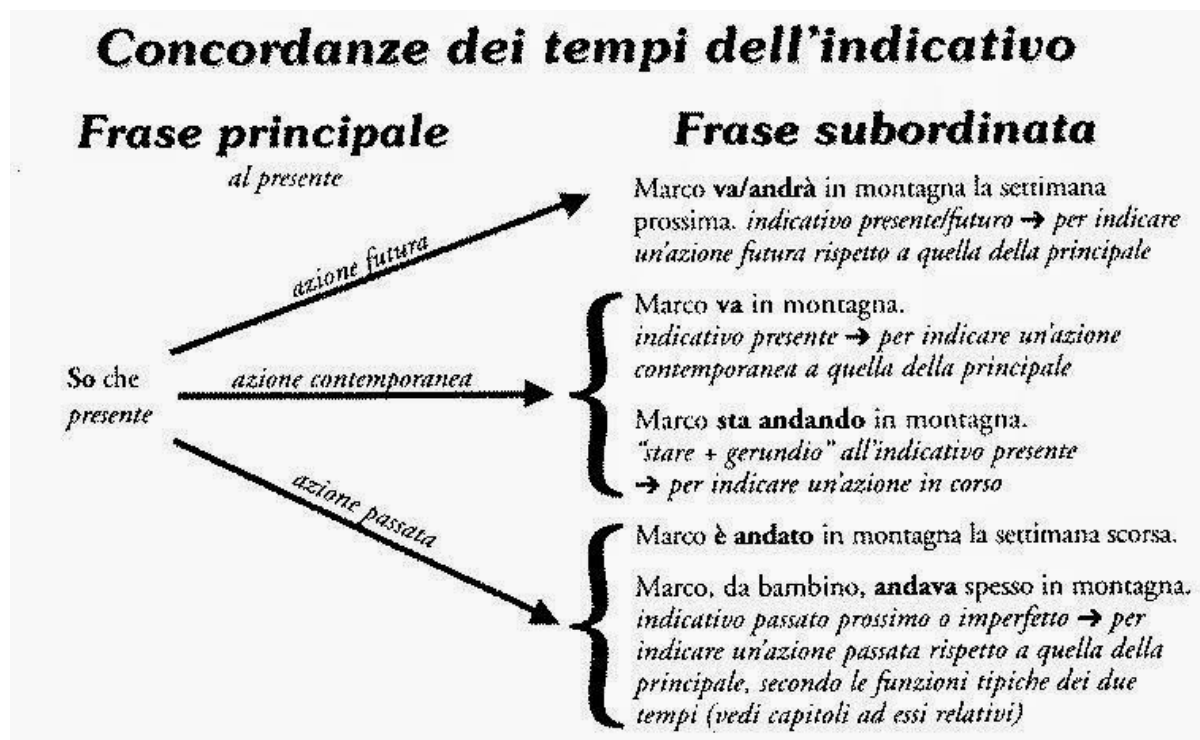 Concordanze dei tempi dell'indicativo
Frase principale
al presente
Frase subordinata
azione futura
Marco va/andrà in montagna la settimana
prossima. indicativo presente/futuro → per indicare
un'azione futura rispetto a quella della principale
So che
presente
azione contemporanea
Marco va in montagna.
indicativo presente → per indicare un'azione
contemporanea a quella della principale
Marco sta andando in montagna.
"stare + gerundio" all'indicativo presente
→ per indicare un'azione in corso
azione passata
Marco è andato in montagna la settimana scorsa.
Marco, da bambino, andava spesso in montagna.
indicativo passato prossimo o imperfetto → per
indicare un'azione passata rispetto a quella della
principale, secondo le funzioni tipiche dei due
tempi (vedi capitoli ad essi relativi)